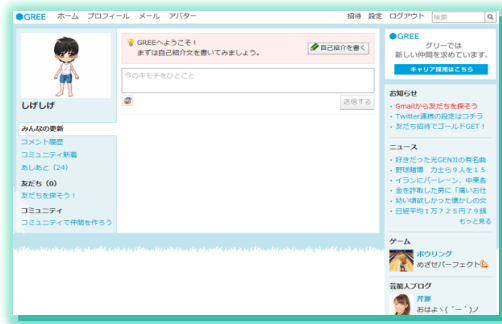 GREE ホーム プロフィール メール アバター 招待 設定 ログアウト 検索
GREEへようこそ！
まずは自己紹介文を書いてみましょう。
自己紹介を書く
今のキモチをひとこと
送信する
しげしげ
みんなの更新
コメント履歴
コミュニティ新着
あしあと（24）
友だち（0）
友だちを探そう！
コミュニティ
コミュニティで仲間を作ろう
GREE
グリーでは
新しい仲間を求めています。
キャリア採用はこちら
お知らせ
・Gmailから友だちを探そう
・Twitter連携の設定はコチラ
・友だち招待でゴールドGET！
ニュース
・好きだった光GENJIの有名曲
・野球賭博 力士ら９人を１５
・イランにバーレーン、中東各
・金を詐取した男に「痛いお仕
・幼い頃欲しかった懐かしの文
・日経平均１万７２５円７９銭
もっと見る
ゲーム
ボウリング
めざせパーフェクト
芸能人ブログ
芹那
おはよヽ(´ー｀)ノ